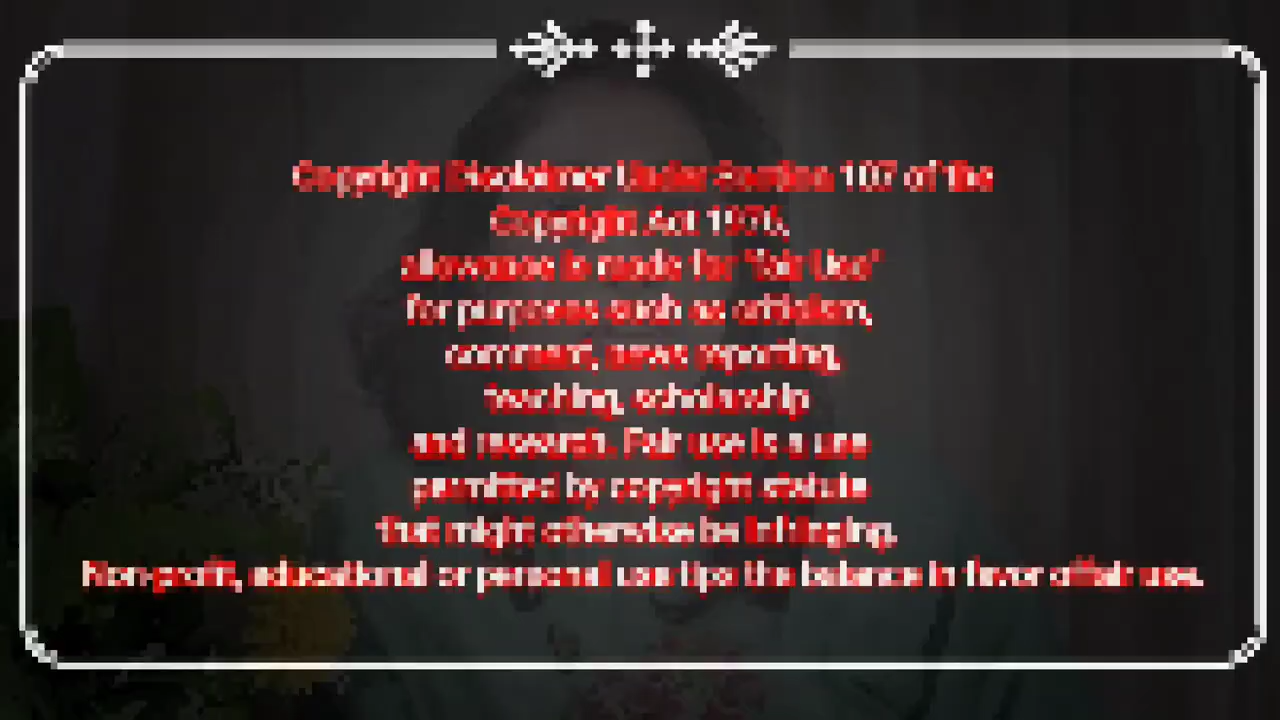 Copyright Disclaimer Under Section 107 of the
Copyright Act 1976,
allowance is made for "Fair Use"
for purposes such as criticism,
comment, news reporting,
teaching, scholarship
and research. Fair use is a use
permitted by copyright statute
that might otherwise be infringing.
Non-profit, educational or personal use tips the balance in favor offair use.